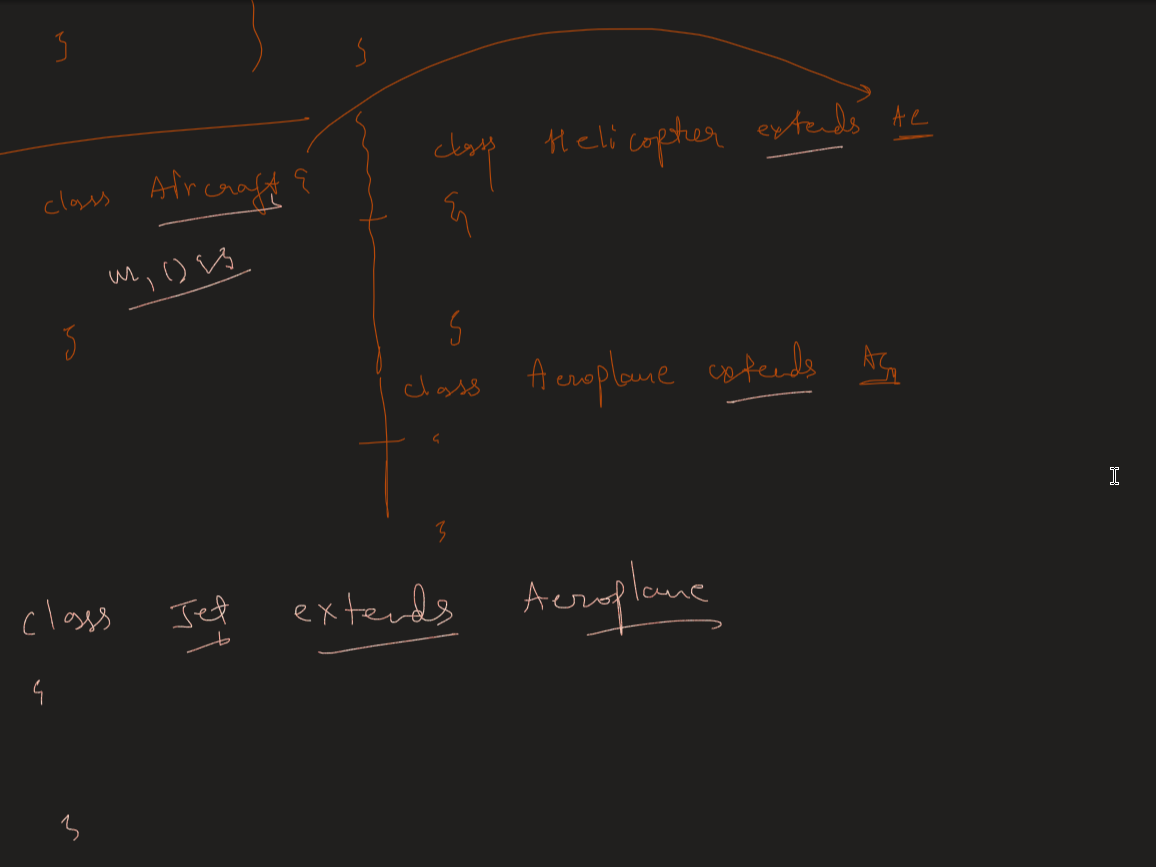 }
}
class Aircraft {
m1() { }
}
class Helicopter extends AC
{
}
class Aeroplane extends AC
{
}
class Jet extends Aeroplane
{
}